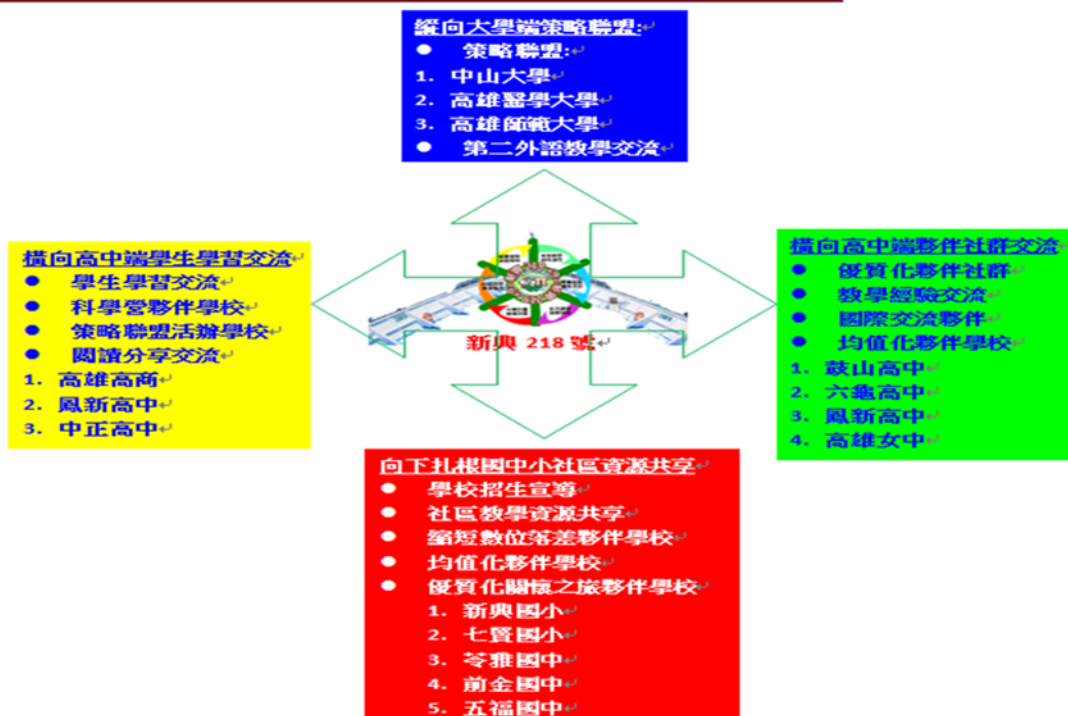 縱向大學端策略聯盟:
● 策略聯盟:
1. 中山大學
2. 高雄醫學大學
3. 高雄師範大學
● 第二外語教學交流
橫向高中端學生學習交流
● 學生學習交流
● 科學營夥伴學校
● 策略聯盟活辦學校
● 閱讀分享交流
1. 高雄高商
2. 鳳新高中
3. 中正高中
新興 218 號
橫向高中端夥伴社群交流
● 優質化夥伴社群
● 教學經驗交流
● 國際交流夥伴
● 均值化夥伴學校
1. 鼓山高中
2. 六龜高中
3. 鳳新高中
4. 高雄女中
向下扎根國中小社區資源共享
● 學校招生宣導
● 社區教學資源共享
● 縮短數位落差夥伴學校
● 均值化夥伴學校
● 優質化關懷之旅夥伴學校
1. 新興國小
2. 七賢國小
3. 苓雅國中
4. 前金國中
5. 五福國中